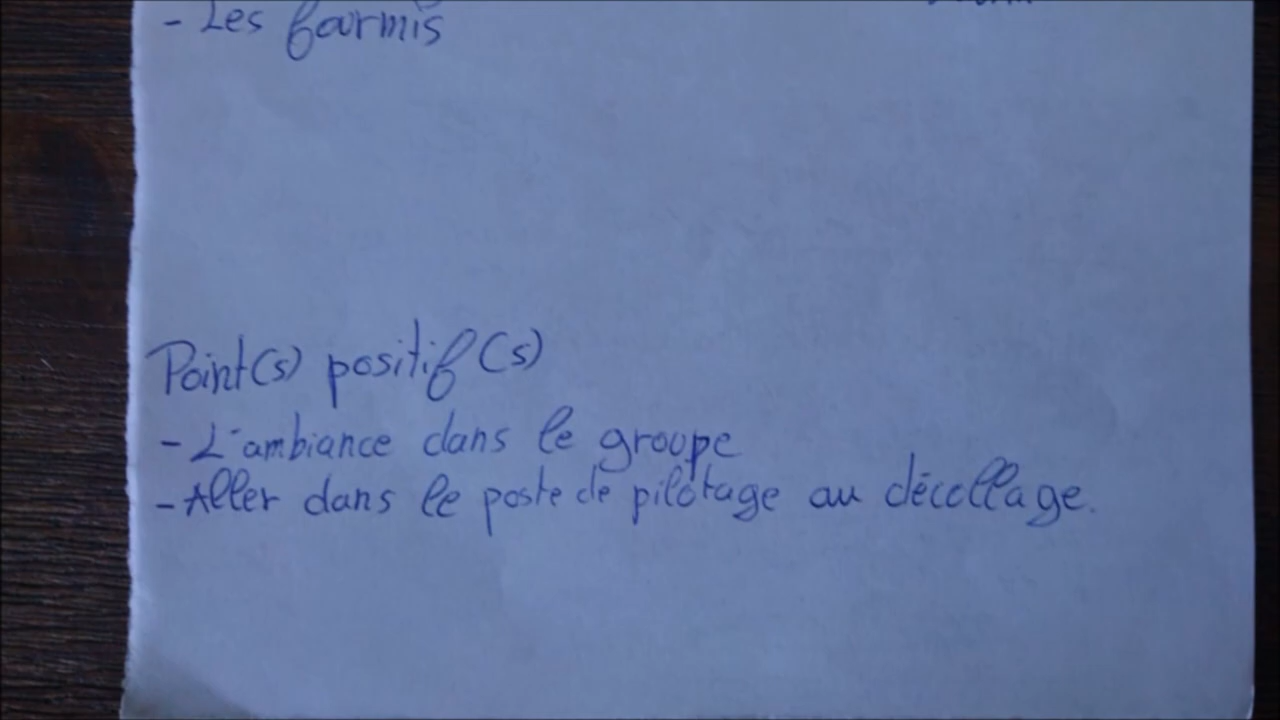 - Les fourmis
Point(s) positif(s)
- L'ambiance dans le groupe
- Aller dans le poste de pilotage au décollage.